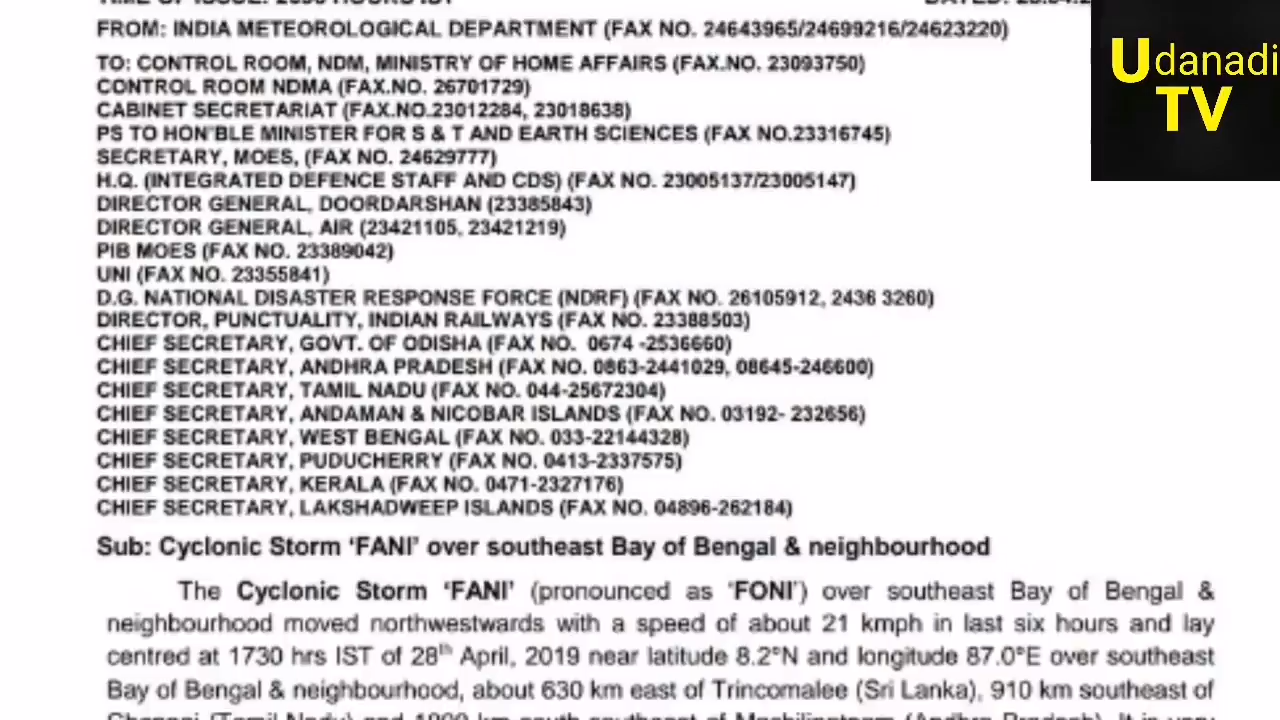 FROM: INDIA METEOROLOGICAL DEPARTMENT (FAX NO. 24643965/24699216/24623220)
TO: CONTROL ROOM, NDM, MINISTRY OF HOME AFFAIRS (FAX.NO. 23093750)
CONTROL ROOM NDMA (FAX.NO. 26701729)
CABINET SECRETARIAT (FAX.NO.23012284, 23018638)
PS TO HON'BLE MINISTER FOR S & T AND EARTH SCIENCES (FAX NO.23316745)
SECRETARY, MOES, (FAX NO. 24629777)
H.Q. (INTEGRATED DEFENCE STAFF AND CDS) (FAX NO. 23005137/23005147)
DIRECTOR GENERAL, DOORDARSHAN (23385843)
DIRECTOR GENERAL, AIR (23421105, 23421219)
PIB MOES (FAX NO. 23389042)
UNI (FAX NO. 23355841)
D.G. NATIONAL DISASTER RESPONSE FORCE (NDRF) (FAX NO. 26105912, 2436 3260)
DIRECTOR, PUNCTUALITY, INDIAN RAILWAYS (FAX NO. 23388503)
CHIEF SECRETARY, GOVT. OF ODISHA (FAX NO. 0674 -2536660)
CHIEF SECRETARY, ANDHRA PRADESH (FAX NO. 0863-2441029, 08645-246600)
CHIEF SECRETARY, TAMIL NADU (FAX NO. 044-25672304)
CHIEF SECRETARY, ANDAMAN & NICOBAR ISLANDS (FAX NO. 03192- 232656)
CHIEF SECRETARY, WEST BENGAL (FAX NO. 033-22144328)
CHIEF SECRETARY, PUDUCHERRY (FAX NO. 0413-2337575)
CHIEF SECRETARY, KERALA (FAX NO. 0471-2327176)
CHIEF SECRETARY, LAKSHADWEEP ISLANDS (FAX NO. 04896-262184)
Sub: Cyclonic Storm 'FANI' over southeast Bay of Bengal & neighbourhood
The Cyclonic Storm 'FANI' (pronounced as 'FONI') over southeast Bay of Bengal &
neighbourhood moved northwestwards with a speed of about 21 kmph in last six hours and lay
centred at 1730 hrs IST of 28th April, 2019 near latitude 8.2°N and longitude 87.0°E over southeast
Bay of Bengal & neighbourhood, about 630 km east of Trincomalee (Sri Lanka), 910 km southeast of
Udanadi
TV